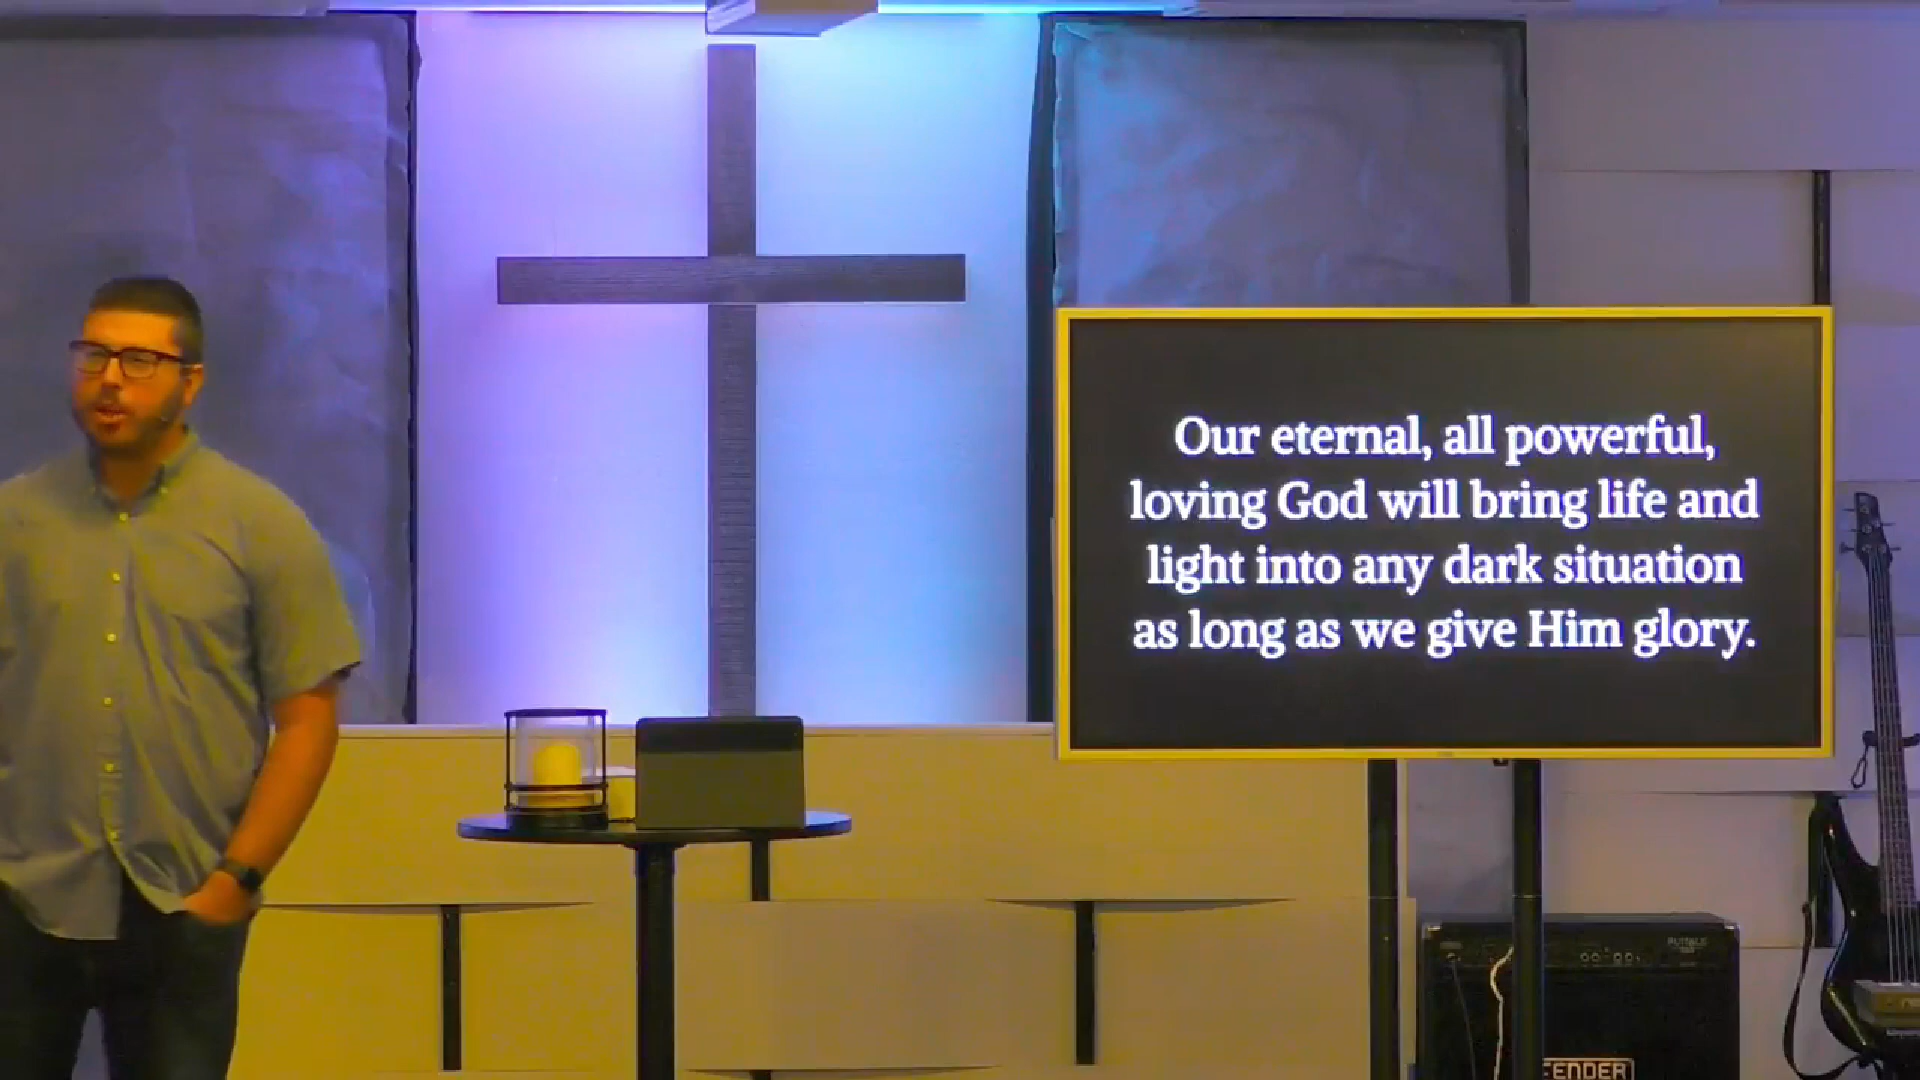 Our eternal, all powerful,
loving God will bring life and
light into any dark situation
as long as we give Him glory.
FENDER